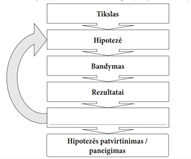 Tikslas
Hipotezė
Bandymas
Rezultatai
Hipotezės patvirtinimas /
paneigimas